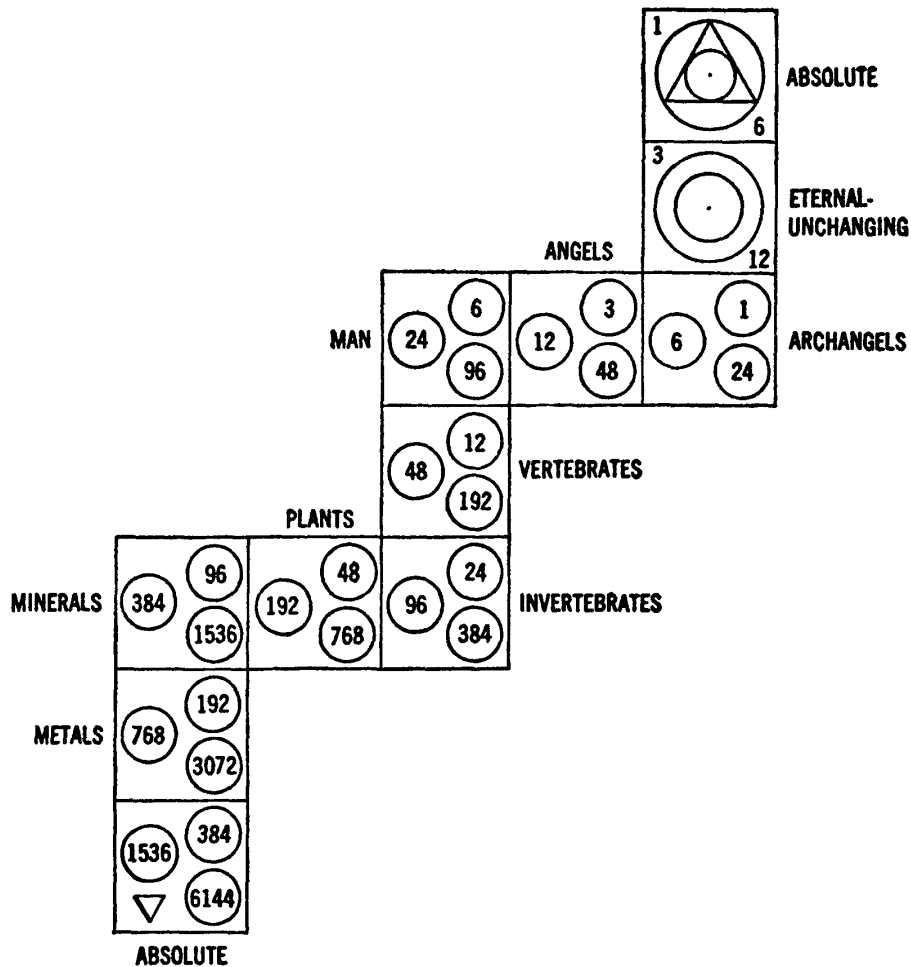 1
6
ABSOLUTE
3
12
ETERNAL-
UNCHANGING
ANGELS
MAN
24
6
96
12
3
48
6
1
24
ARCHANGELS
48
12
192
VERTEBRATES
PLANTS
MINERALS
384
96
1536
192
48
768
96
24
384
INVERTEBRATES
METALS
768
192
3072
1536
384
6144
ABSOLUTE